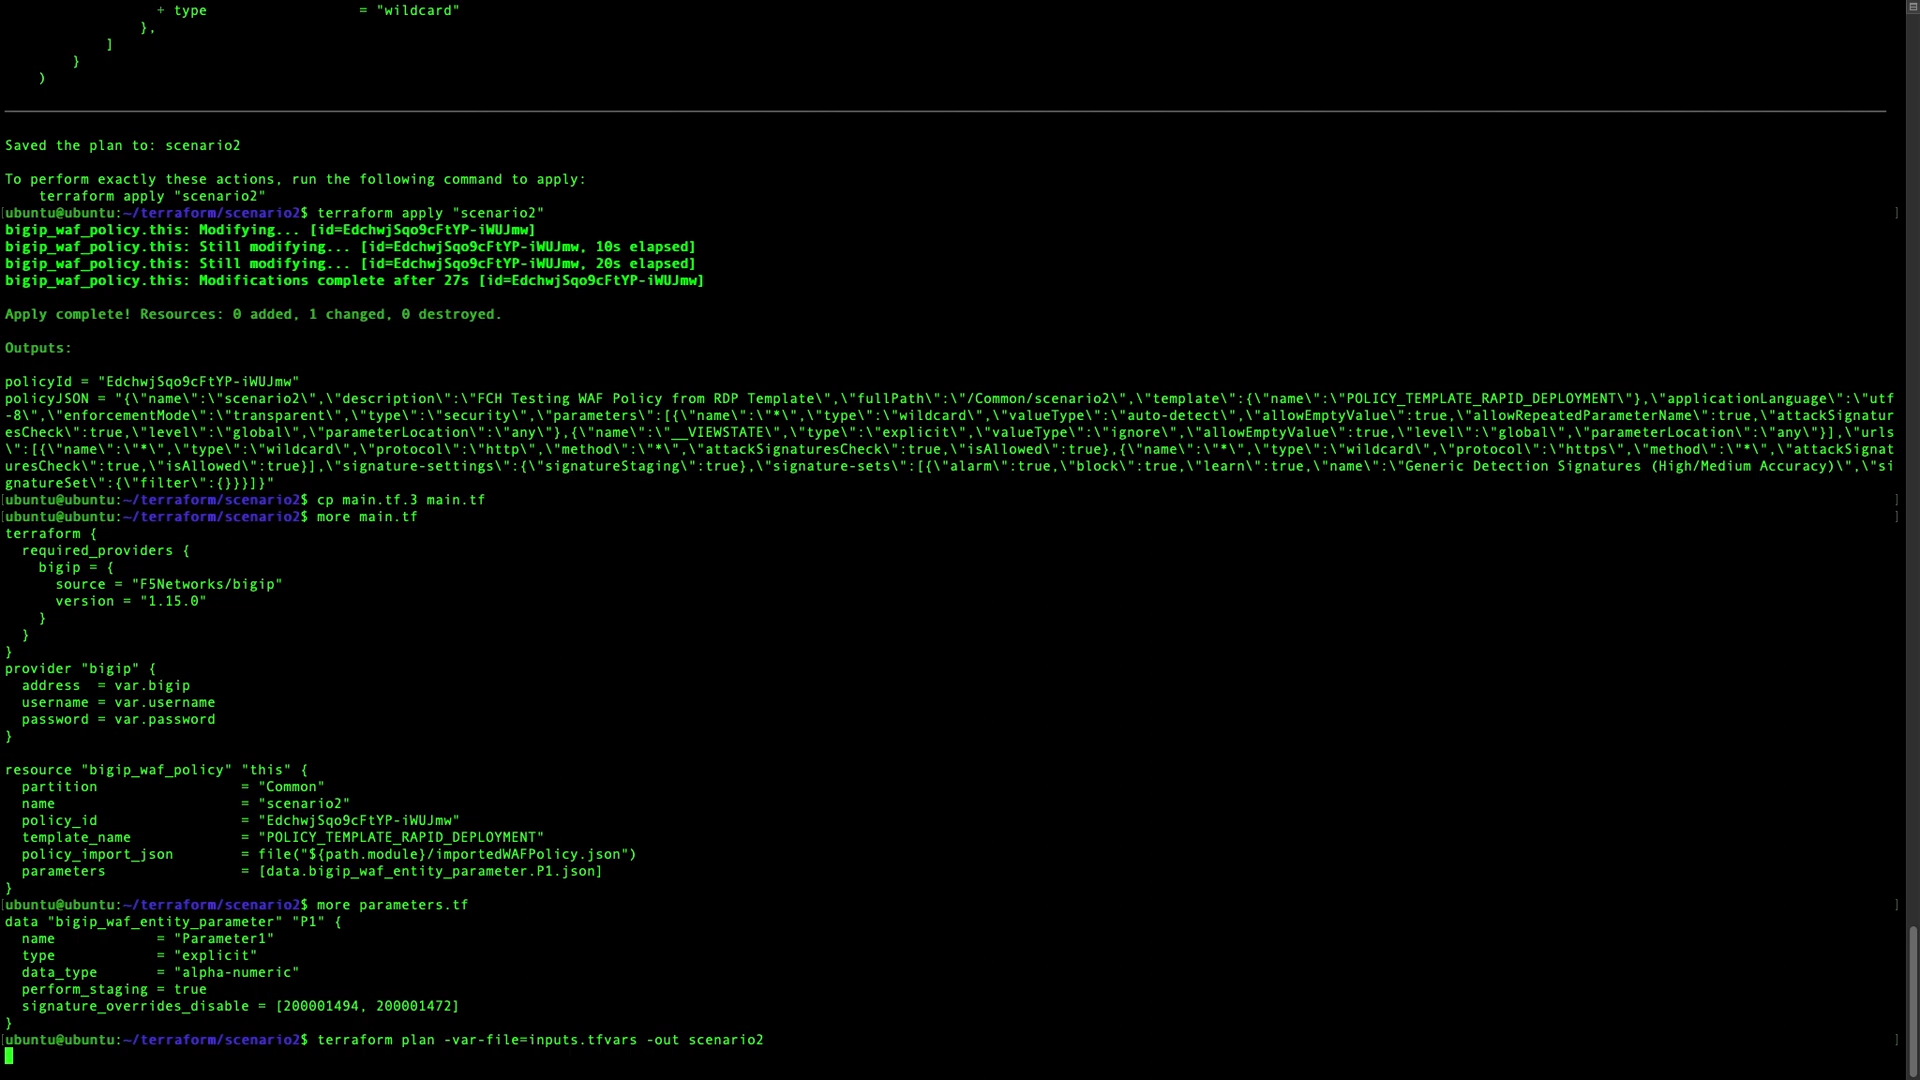 + type                  = "wildcard"
},
]
}
)
Saved the plan to: scenario2
To perform exactly these actions, run the following command to apply:
    terraform apply "scenario2"
[ubuntu@ubuntu:~/terraform/scenario2$ terraform apply "scenario2" ]
bigip_waf_policy.this: Modifying... [id=EdchwjSqo9cFtYP-iWUJmw]
bigip_waf_policy.this: Still modifying... [id=EdchwjSqo9cFtYP-iWUJmw, 10s elapsed]
bigip_waf_policy.this: Still modifying... [id=EdchwjSqo9cFtYP-iWUJmw, 20s elapsed]
bigip_waf_policy.this: Modifications complete after 27s [id=EdchwjSqo9cFtYP-iWUJmw]
Apply complete! Resources: 0 added, 1 changed, 0 destroyed.
Outputs:
policyId = "EdchwjSqo9cFtYP-iWUJmw"
policyJSON = "{\"name\":\"scenario2\",\"description\":\"FCH Testing WAF Policy from RDP Template\",\"fullPath\":\"/Common/scenario2\",\"template\":{\"name\":\"POLICY_TEMPLATE_RAPID_DEPLOYMENT\"},\"applicationLanguage\":\"utf
-8\",\"enforcementMode\":\"transparent\",\"type\":\"security\",\"parameters\":[{\"name\":\"*\",\"type\":\"wildcard\",\"valueType\":\"auto-detect\",\"allowEmptyValue\":true,\"allowRepeatedParameterName\":true,\"attackSignatur
esCheck\":true,\"level\":\"global\",\"parameterLocation\":\"any\"},{\"name\":\"__VIEWSTATE\",\"type\":\"explicit\",\"valueType\":\"ignore\",\"allowEmptyValue\":true,\"level\":\"global\",\"parameterLocation\":\"any\"}],\"urls
\":[{\"name\":\"*\",\"type\":\"wildcard\",\"protocol\":\"http\",\"method\":\"*\",\"attackSignaturesCheck\":true,\"isAllowed\":true},{\"name\":\"*\",\"type\":\"wildcard\",\"protocol\":\"https\",\"method\":\"*\",\"attackSignat
uresCheck\":true,\"isAllowed\":true}],\"signature-settings\":{\"signatureStaging\":true},\"signature-sets\":[{\"alarm\":true,\"block\":true,\"learn\":true,\"name\":\"Generic Detection Signatures (High/Medium Accuracy)\",\"si
gnatureSet\":{\"filter\":{}}}]}"
[ubuntu@ubuntu:~/terraform/scenario2$ cp main.tf.3 main.tf ]
[ubuntu@ubuntu:~/terraform/scenario2$ more main.tf ]
terraform {
  required_providers {
    bigip = {
      source = "F5Networks/bigip"
      version = "1.15.0"
    }
  }
}
provider "bigip" {
  address  = var.bigip
  username = var.username
  password = var.password
}
resource "bigip_waf_policy" "this" {
  partition                 = "Common"
  name                      = "scenario2"
  policy_id                 = "EdchwjSqo9cFtYP-iWUJmw"
  template_name             = "POLICY_TEMPLATE_RAPID_DEPLOYMENT"
  policy_import_json        = file("${path.module}/importedWAFPolicy.json")
  parameters                = [data.bigip_waf_entity_parameter.P1.json]
}
[ubuntu@ubuntu:~/terraform/scenario2$ more parameters.tf ]
data "bigip_waf_entity_parameter" "P1" {
  name            = "Parameter1"
  type            = "explicit"
  data_type       = "alpha-numeric"
  perform_staging = true
  signature_overrides_disable = [200001494, 200001472]
}
[ubuntu@ubuntu:~/terraform/scenario2$ terraform plan -var-file=inputs.tfvars -out scenario2 ]